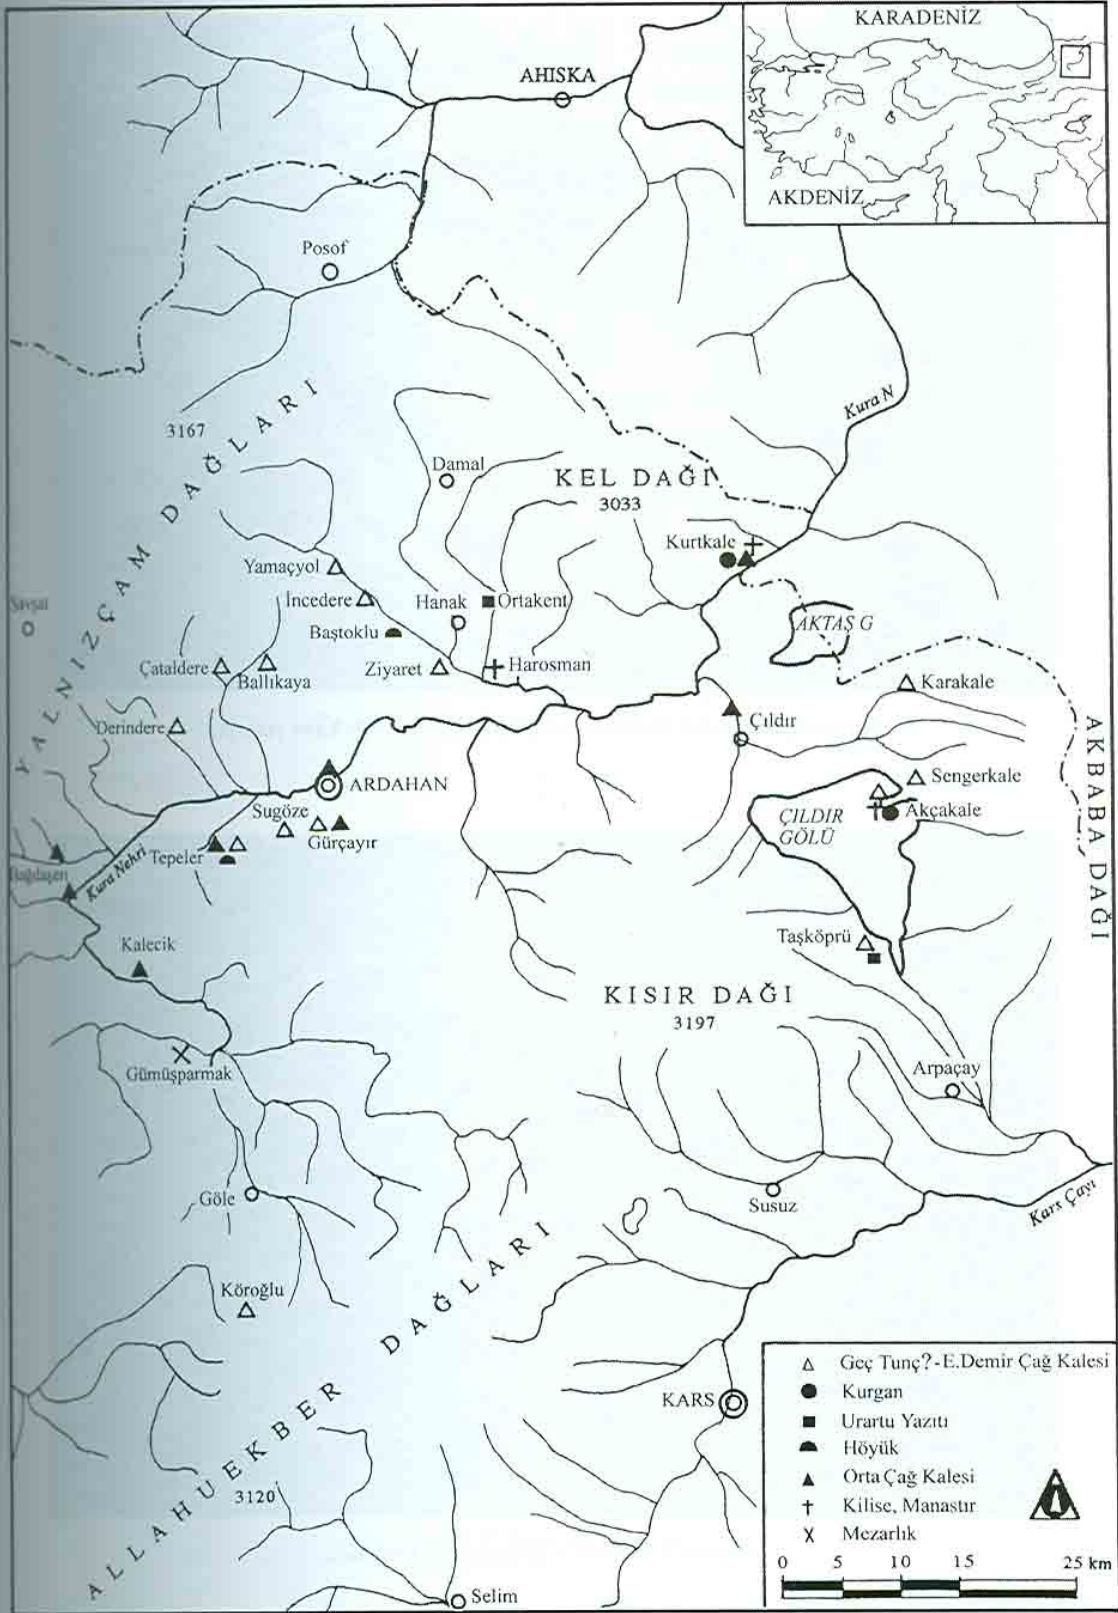 KARADENİZ
AKDENİZ
AHISKA
Posof
Kura N
3167
YALNIZÇAM DAĞLARI
Damal
KEL DAĞI
3033
Kurtkale
Yamaçyol
İncedere
Hanak
Ortakent
Şavşat
Baştoklu
AKTAŞ G
Çataldere
Ballıkaya
Ziyaret
Harosman
Karakale
Derindere
Çıldır
AKBABA DAĞI
ARDAHAN
Sengerkale
Sugöze
ÇILDIR
GÖLÜ
Akçakale
Gürçayır
Tepeler
Kura Nehri
Bağdaşen
Taşköprü
Kalecik
KISIR DAĞI
3197
Gümüşparmak
Arpaçay
Göle
Susuz
Kars Çayı
Köroğlu
ALLAHUEKBER DAĞLARI
3120
KARS
Selim
Geç Tunç?-E.Demir Çağ Kalesi
Kurgan
Urartu Yazıtı
Höyük
Orta Çağ Kalesi
Kilise, Manastır
Mezarlık
0 5 10 15 25 km